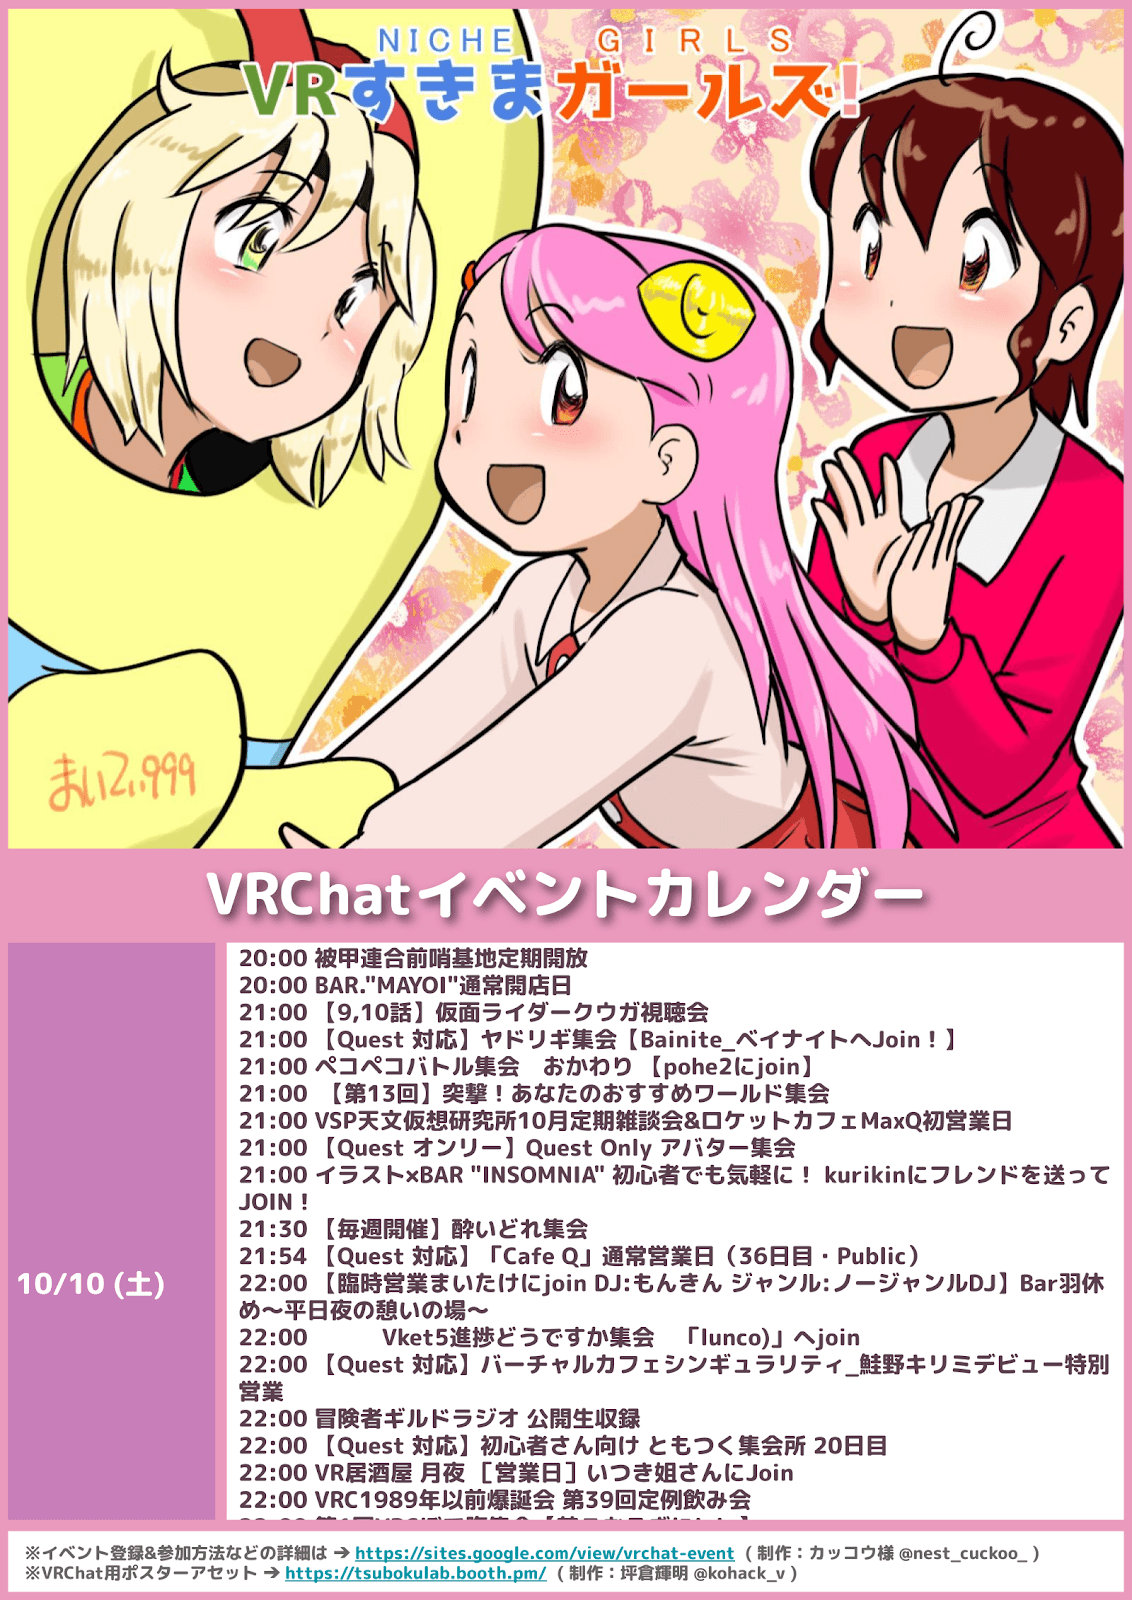 NICHE GIRLS
VRすきまガールズ!
まいてぃ999
VRChatイベントカレンダー
10/10 (土)
20:00 被甲連合前哨基地定期開放
20:00 BAR."MAYOI"通常開店日
21:00 【9,10話】仮面ライダークウガ視聴会
21:00 【Quest 対応】ヤドリギ集会【Bainite_ベイナイトへJoin！】
21:00 ペコペコバトル集会　おかわり 【pohe2にjoin】
21:00 【第13回】突撃！あなたのおすすめワールド集会
21:00 VSP天文仮想研究所10月定期雑談会&ロケットカフェMaxQ初営業日
21:00 【Quest オンリー】Quest Only アバター集会
21:00 イラスト×BAR "INSOMNIA" 初心者でも気軽に！ kurikinにフレンドを送って
JOIN！
21:30 【毎週開催】酔いどれ集会
21:54 【Quest 対応】「Cafe Q」通常営業日（36日目・Public）
22:00 【臨時営業まいたけにjoin DJ:もんきん ジャンル:ノージャンルDJ】Bar羽休
め～平日夜の憩いの場～
22:00 Vket5進捗どうですか集会　「lunco)」へjoin
22:00 【Quest 対応】バーチャルカフェシンギュラリティ_鮭野キリミデビュー特別
営業
22:00 冒険者ギルドラジオ 公開生収録
22:00 【Quest 対応】初心者さん向け ともつく集会所 20日目
22:00 VR居酒屋 月夜 ［営業日］いつき姐さんにJoin
22:00 VRC1989年以前爆誕会 第39回定例飲み会
※イベント登録&参加方法などの詳細は ➔ https://sites.google.com/view/vrchat-event （ 制作：カッコウ様 @nest_cuckoo_ ）
※VRChat用ポスターアセット ➔ https://tsubokulab.booth.pm/ （ 制作：坪倉輝明 @kohack_v ）